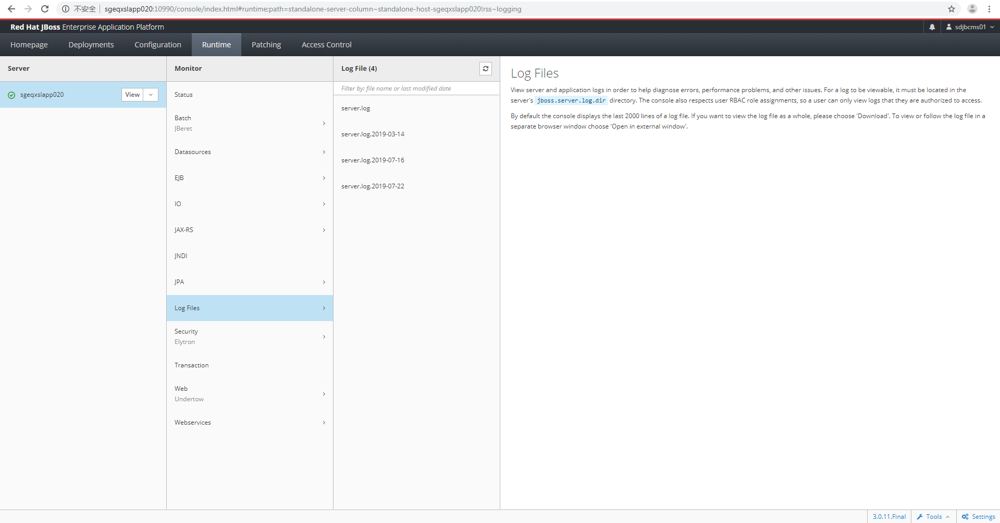 不安全 sgeqxslapp020:10990/console/index.html#runtime;path=standalone-server-column~standalone-host-sgeqxslapp020!rss~logging
Red Hat JBoss Enterprise Application Platform
sdjbcms01
Homepage Deployments Configuration Runtime Patching Access Control
Server
sgeqxslapp020 View
Monitor
Status
Batch
JBeret
Datasources
EJB
IO
JAX-RS
JNDI
JPA
Log Files
Security
Elytron
Transaction
Web
Undertow
Webservices
Log File (4)
Filter by: file name or last modified date
server.log
server.log.2019-03-14
server.log.2019-07-16
server.log.2019-07-22
Log Files
View server and application logs in order to help diagnose errors, performance problems, and other issues. For a log to be viewable, it must be located in the
server's jboss.server.log.dir directory. The console also respects user RBAC role assignments, so a user can only view logs that they are authorized to access.
By default the console displays the last 2000 lines of a log file. If you want to view the log file as a whole, please choose 'Download'. To view or follow the log file in a
separate browser window choose 'Open in external window'.
3.0.11.Final Tools Settings